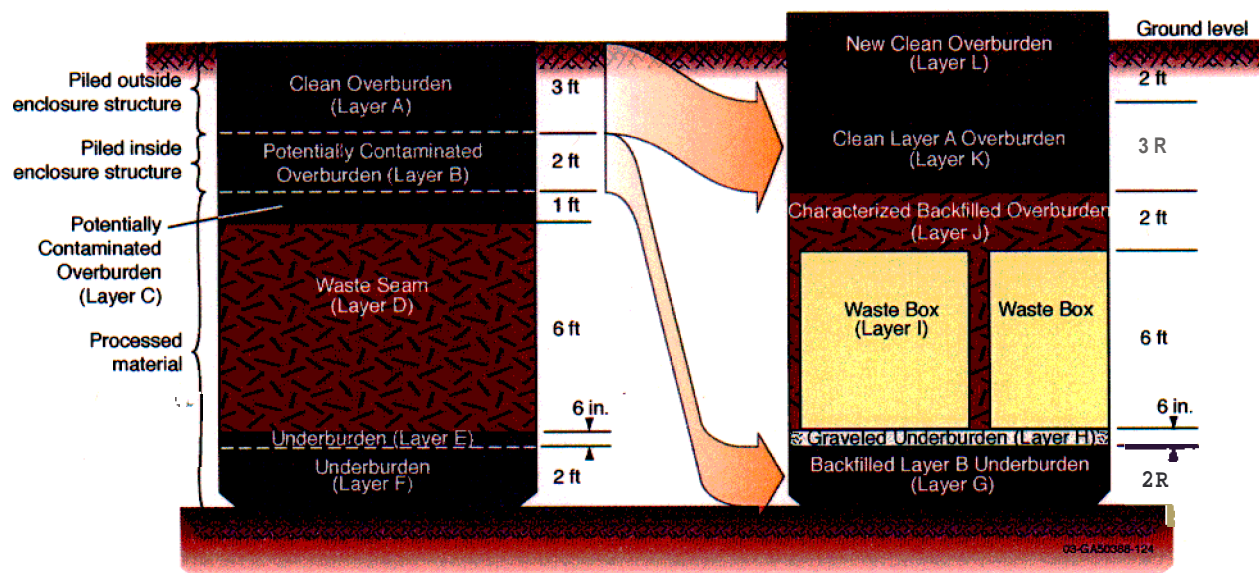 Ground level
Piled outside
enclosure structure
Clean Overburden
(Layer A)
3 ft
Piled inside
enclosure structure
Potentially Contaminated
Overburden (Layer B)
2 ft
1 ft
Potentially
Contaminated
Overburden
(Layer C)
Waste Seam
(Layer D)
6 ft
Processed
material
6 in.
Underburden (Layer E)
Underburden
(Layer F)
2 ft
New Clean Overburden
(Layer L)
2 ft
Clean Layer A Overburden
(Layer K)
3 R
Characterized Backfilled Overburden
(Layer J)
2 ft
Waste Box
(Layer I)
Waste Box
6 ft
6 in.
Graveled Underburden (Layer H)
Backfilled Layer B Underburden
(Layer G)
2R
03-GA50388-124